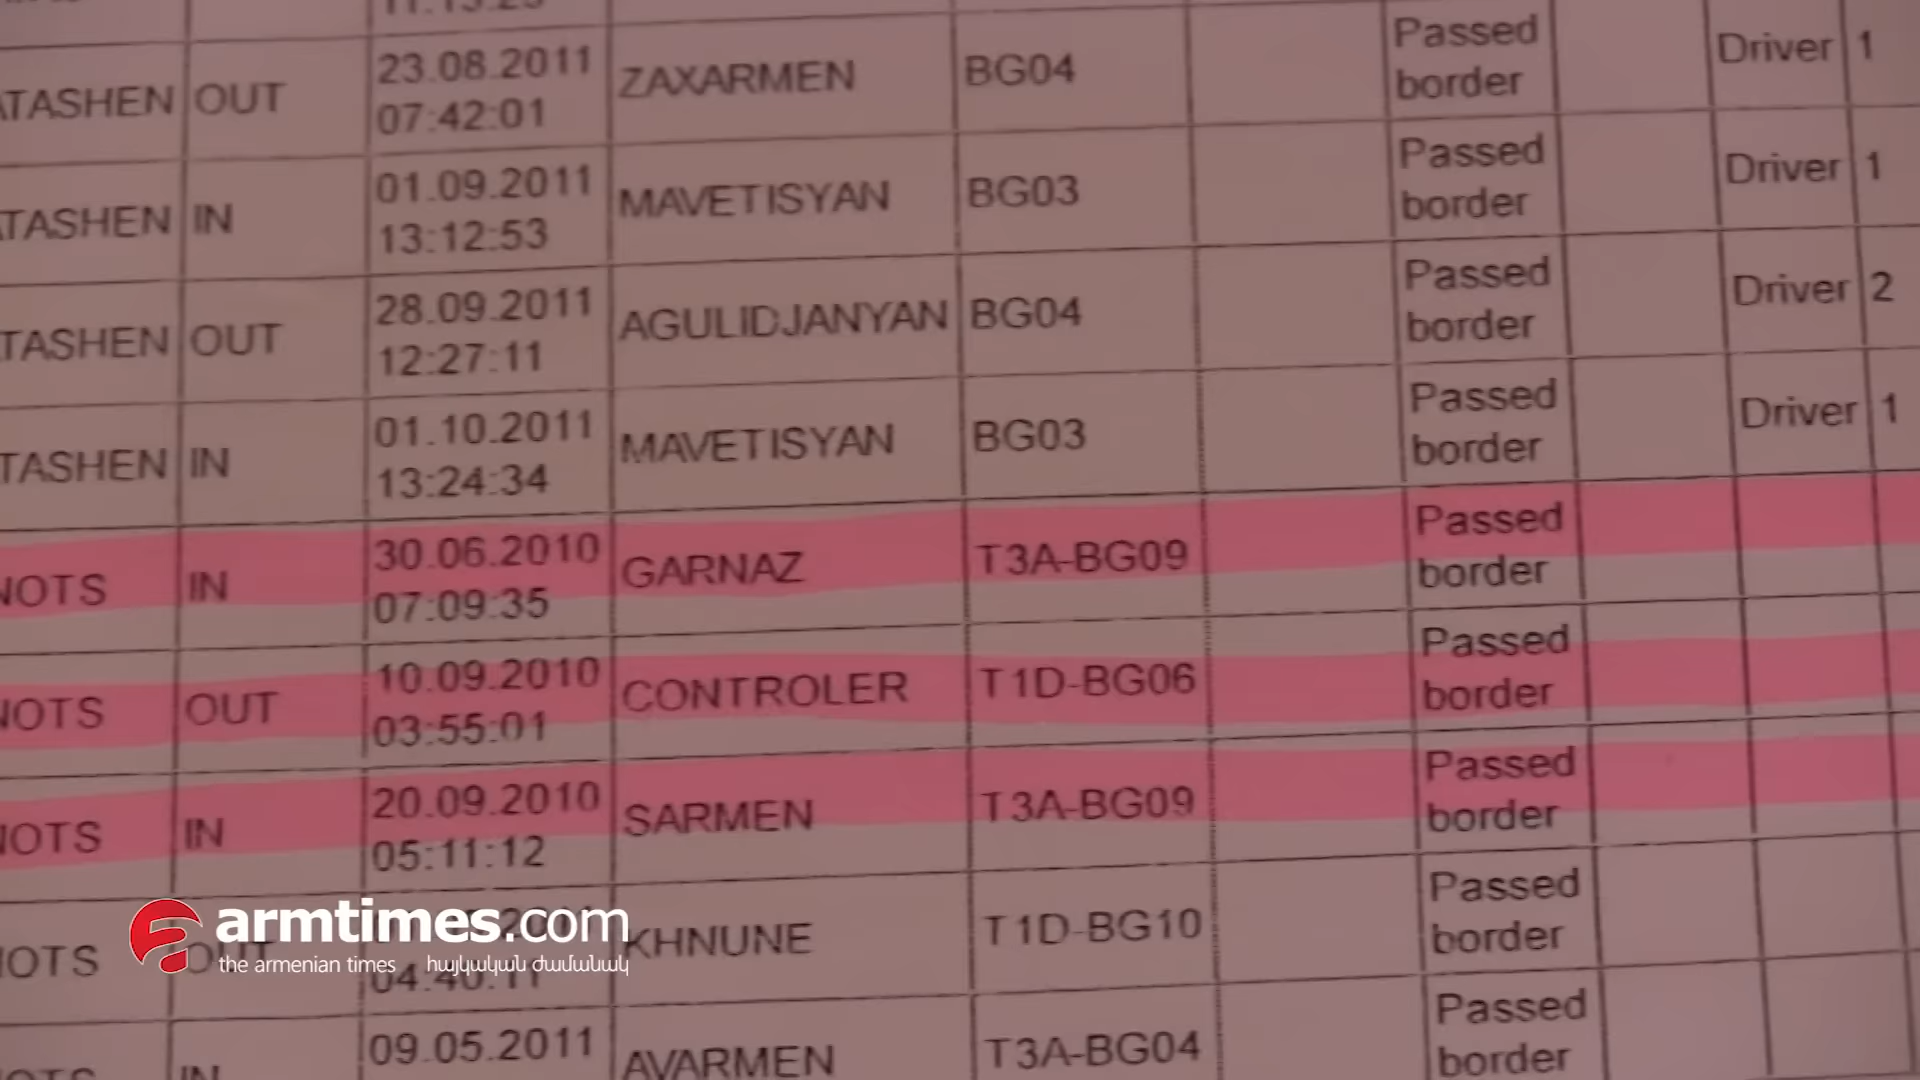 ATASHEN OUT 23.08.2011 07:42:01 ZAXARMEN BG04 Passed border Driver 1
TASHEN IN 01.09.2011 13:12:53 MAVETISYAN BG03 Passed border Driver 1
TASHEN OUT 28.09.2011 12:27:11 AGULIDJANYAN BG04 Passed border Driver 2
TASHEN IN 01.10.2011 13:24:34 MAVETISYAN BG03 Passed border Driver 1
NOTS IN 30.06.2010 07:09:35 GARNAZ T3A-BG09 Passed border
NOTS OUT 10.09.2010 03:55:01 CONTROLER T1D-BG06 Passed border
NOTS IN 20.09.2010 05:11:12 SARMEN T3A-BG09 Passed border
NOTS OUT KHNUNE T1D-BG10 Passed border
IN 09.05.2011 AVARMEN T3A-BG04 Passed border
armtimes.com
the armenian times հայկական ժամանակ